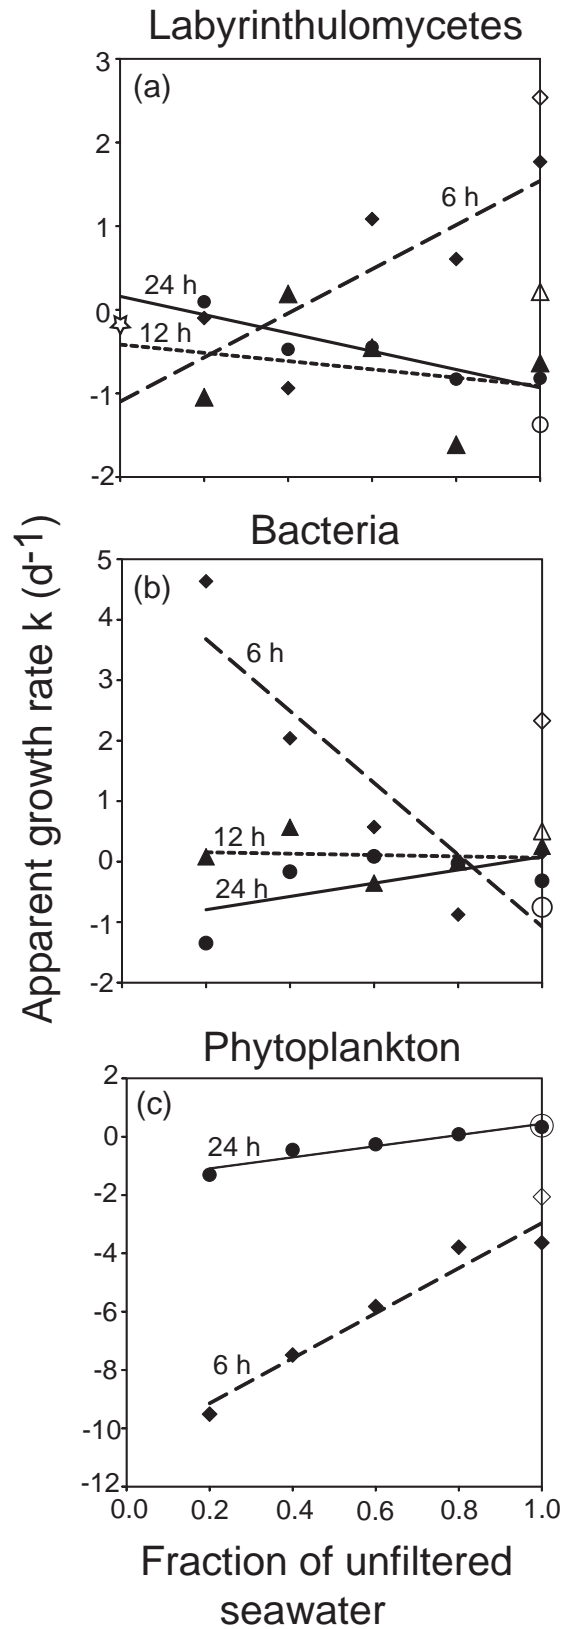 Labyrinthulomycetes
(a)
3
2
1
0
-1
-2
6 h
24 h
12 h
Apparent growth rate k (d-1)
Bacteria
(b)
5
4
3
2
1
0
-1
-2
6 h
12 h
24 h
Phytoplankton
(c)
2
0
-2
-4
-6
-8
-10
-12
24 h
6 h
0.0 0.2 0.4 0.6 0.8 1.0
Fraction of unfiltered
seawater